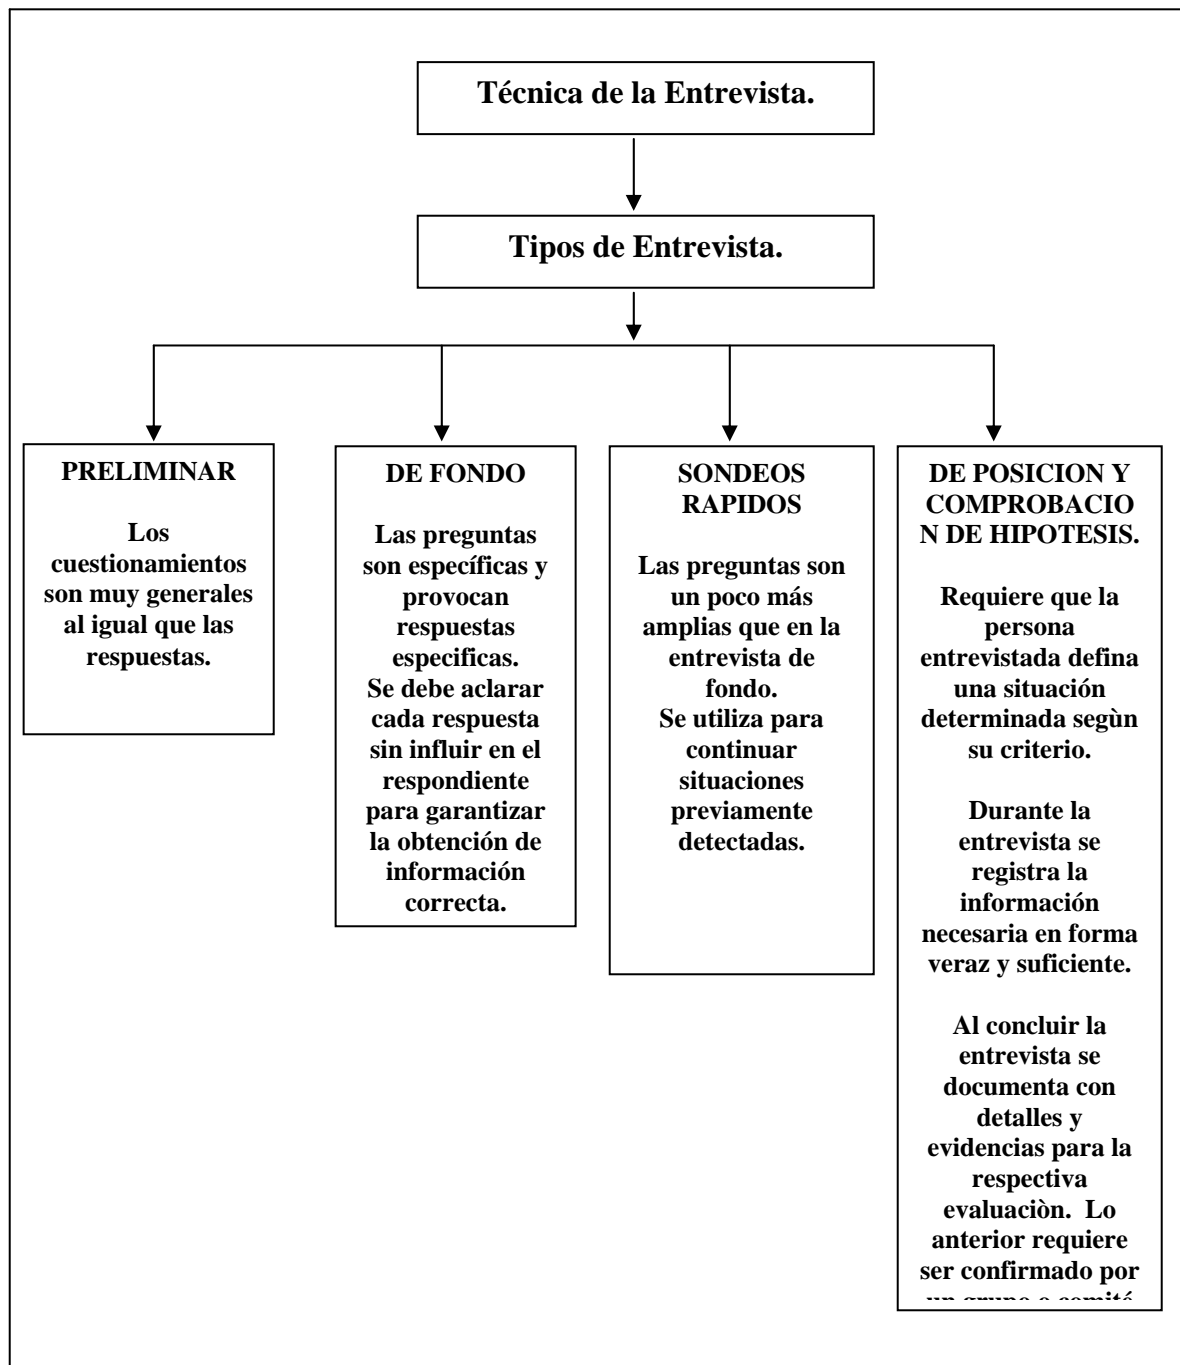 Técnica de la Entrevista.
Tipos de Entrevista.
PRELIMINAR
Los
cuestionamientos
son muy generales
al igual que las
respuestas.
DE FONDO
Las preguntas
son específicas y
provocan
respuestas
especificas.
Se debe aclarar
cada respuesta
sin influir en el
respondiente
para garantizar
la obtención de
información
correcta.
SONDEOS
RAPIDOS
Las preguntas son
un poco más
amplias que en la
entrevista de
fondo.
Se utiliza para
continuar
situaciones
previamente
detectadas.
DE POSICION Y
COMPROBACIO
N DE HIPOTESIS.
Requiere que la
persona
entrevistada defina
una situación
determinada segùn
su criterio.
Durante la
entrevista se
registra la
información
necesaria en forma
veraz y suficiente.
Al concluir la
entrevista se
documenta con
detalles y
evidencias para la
respectiva
evaluaciòn.  Lo
anterior requiere
ser confirmado por
un grupo o comité